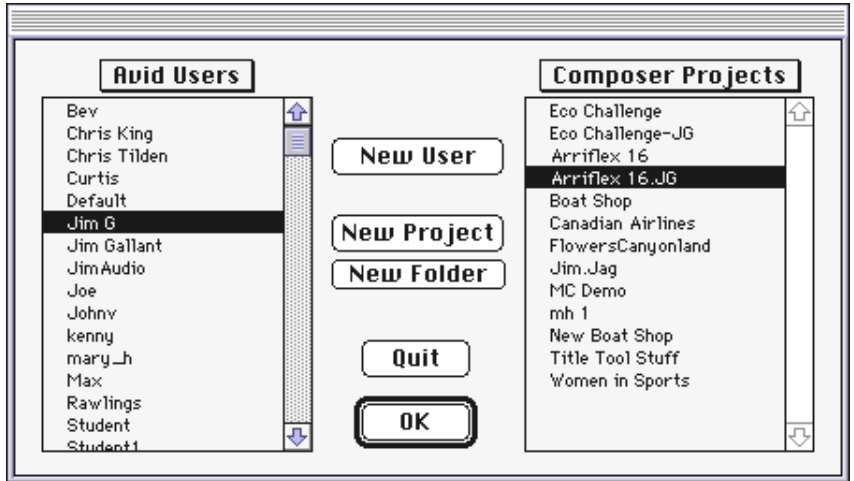 Avid Users
Bev
Chris King
Chris Tilden
Curtis
Default
Jim G
Jim Gallant
JimAudio
Joe
Johnv
kenny
mary_h
Max
Rawlings
Student
Student1
New User
New Project
New Folder
Quit
OK
Composer Projects
Eco Challenge
Eco Challenge-JG
Arriflex 16
Arriflex 16.JG
Boat Shop
Canadian Airlines
FlowersCanyonland
Jim.Jag
MC Demo
mh 1
New Boat Shop
Title Tool Stuff
Women in Sports